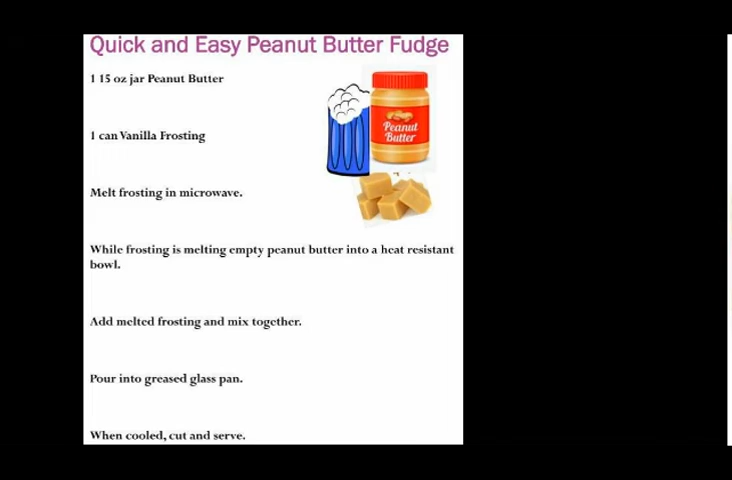 Quick and Easy Peanut Butter Fudge
1 15 oz jar Peanut Butter
Peanut
Butter
1 can Vanilla Frosting
Melt frosting in microwave.
While frosting is melting empty peanut butter into a heat resistant
bowl.
Add melted frosting and mix together.
Pour into greased glass pan.
When cooled, cut and serve.